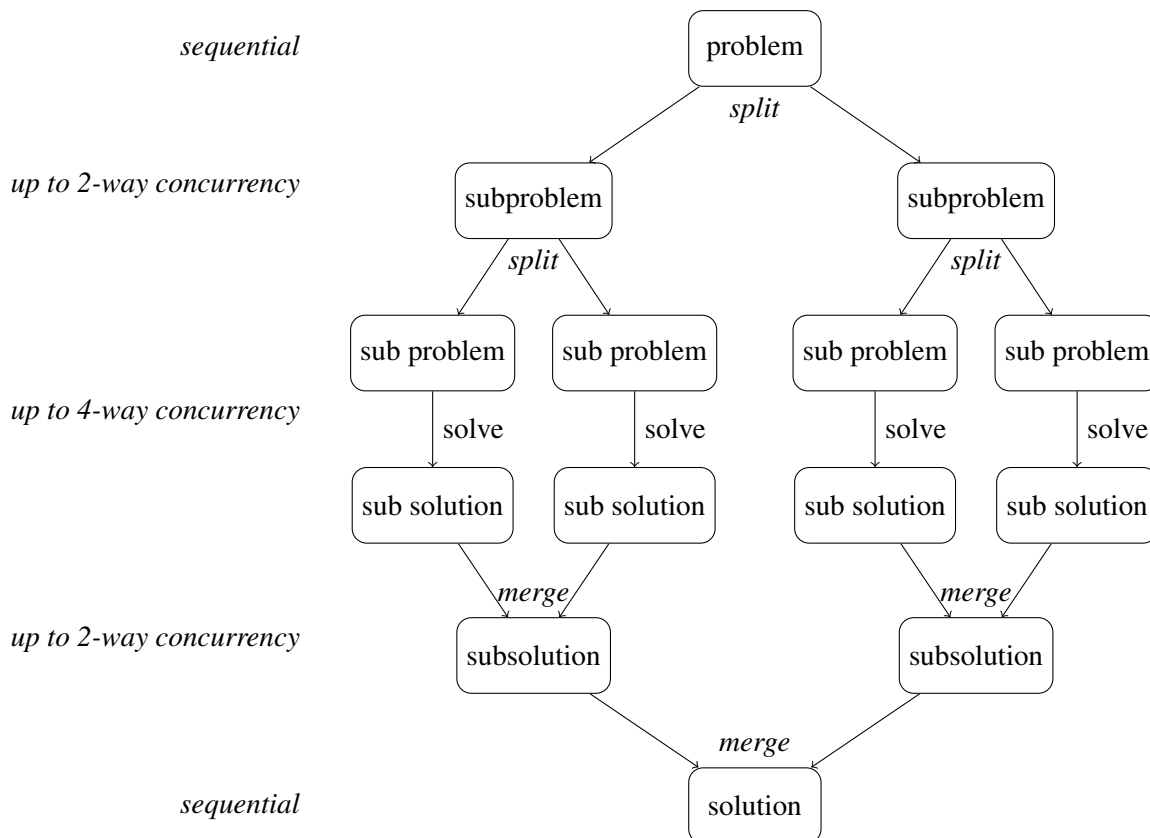 sequential
problem
split
up to 2-way concurrency
subproblem
subproblem
split
split
sub problem
sub problem
sub problem
sub problem
up to 4-way concurrency
solve
solve
solve
solve
sub solution
sub solution
sub solution
sub solution
merge
merge
up to 2-way concurrency
subsolution
subsolution
merge
sequential
solution